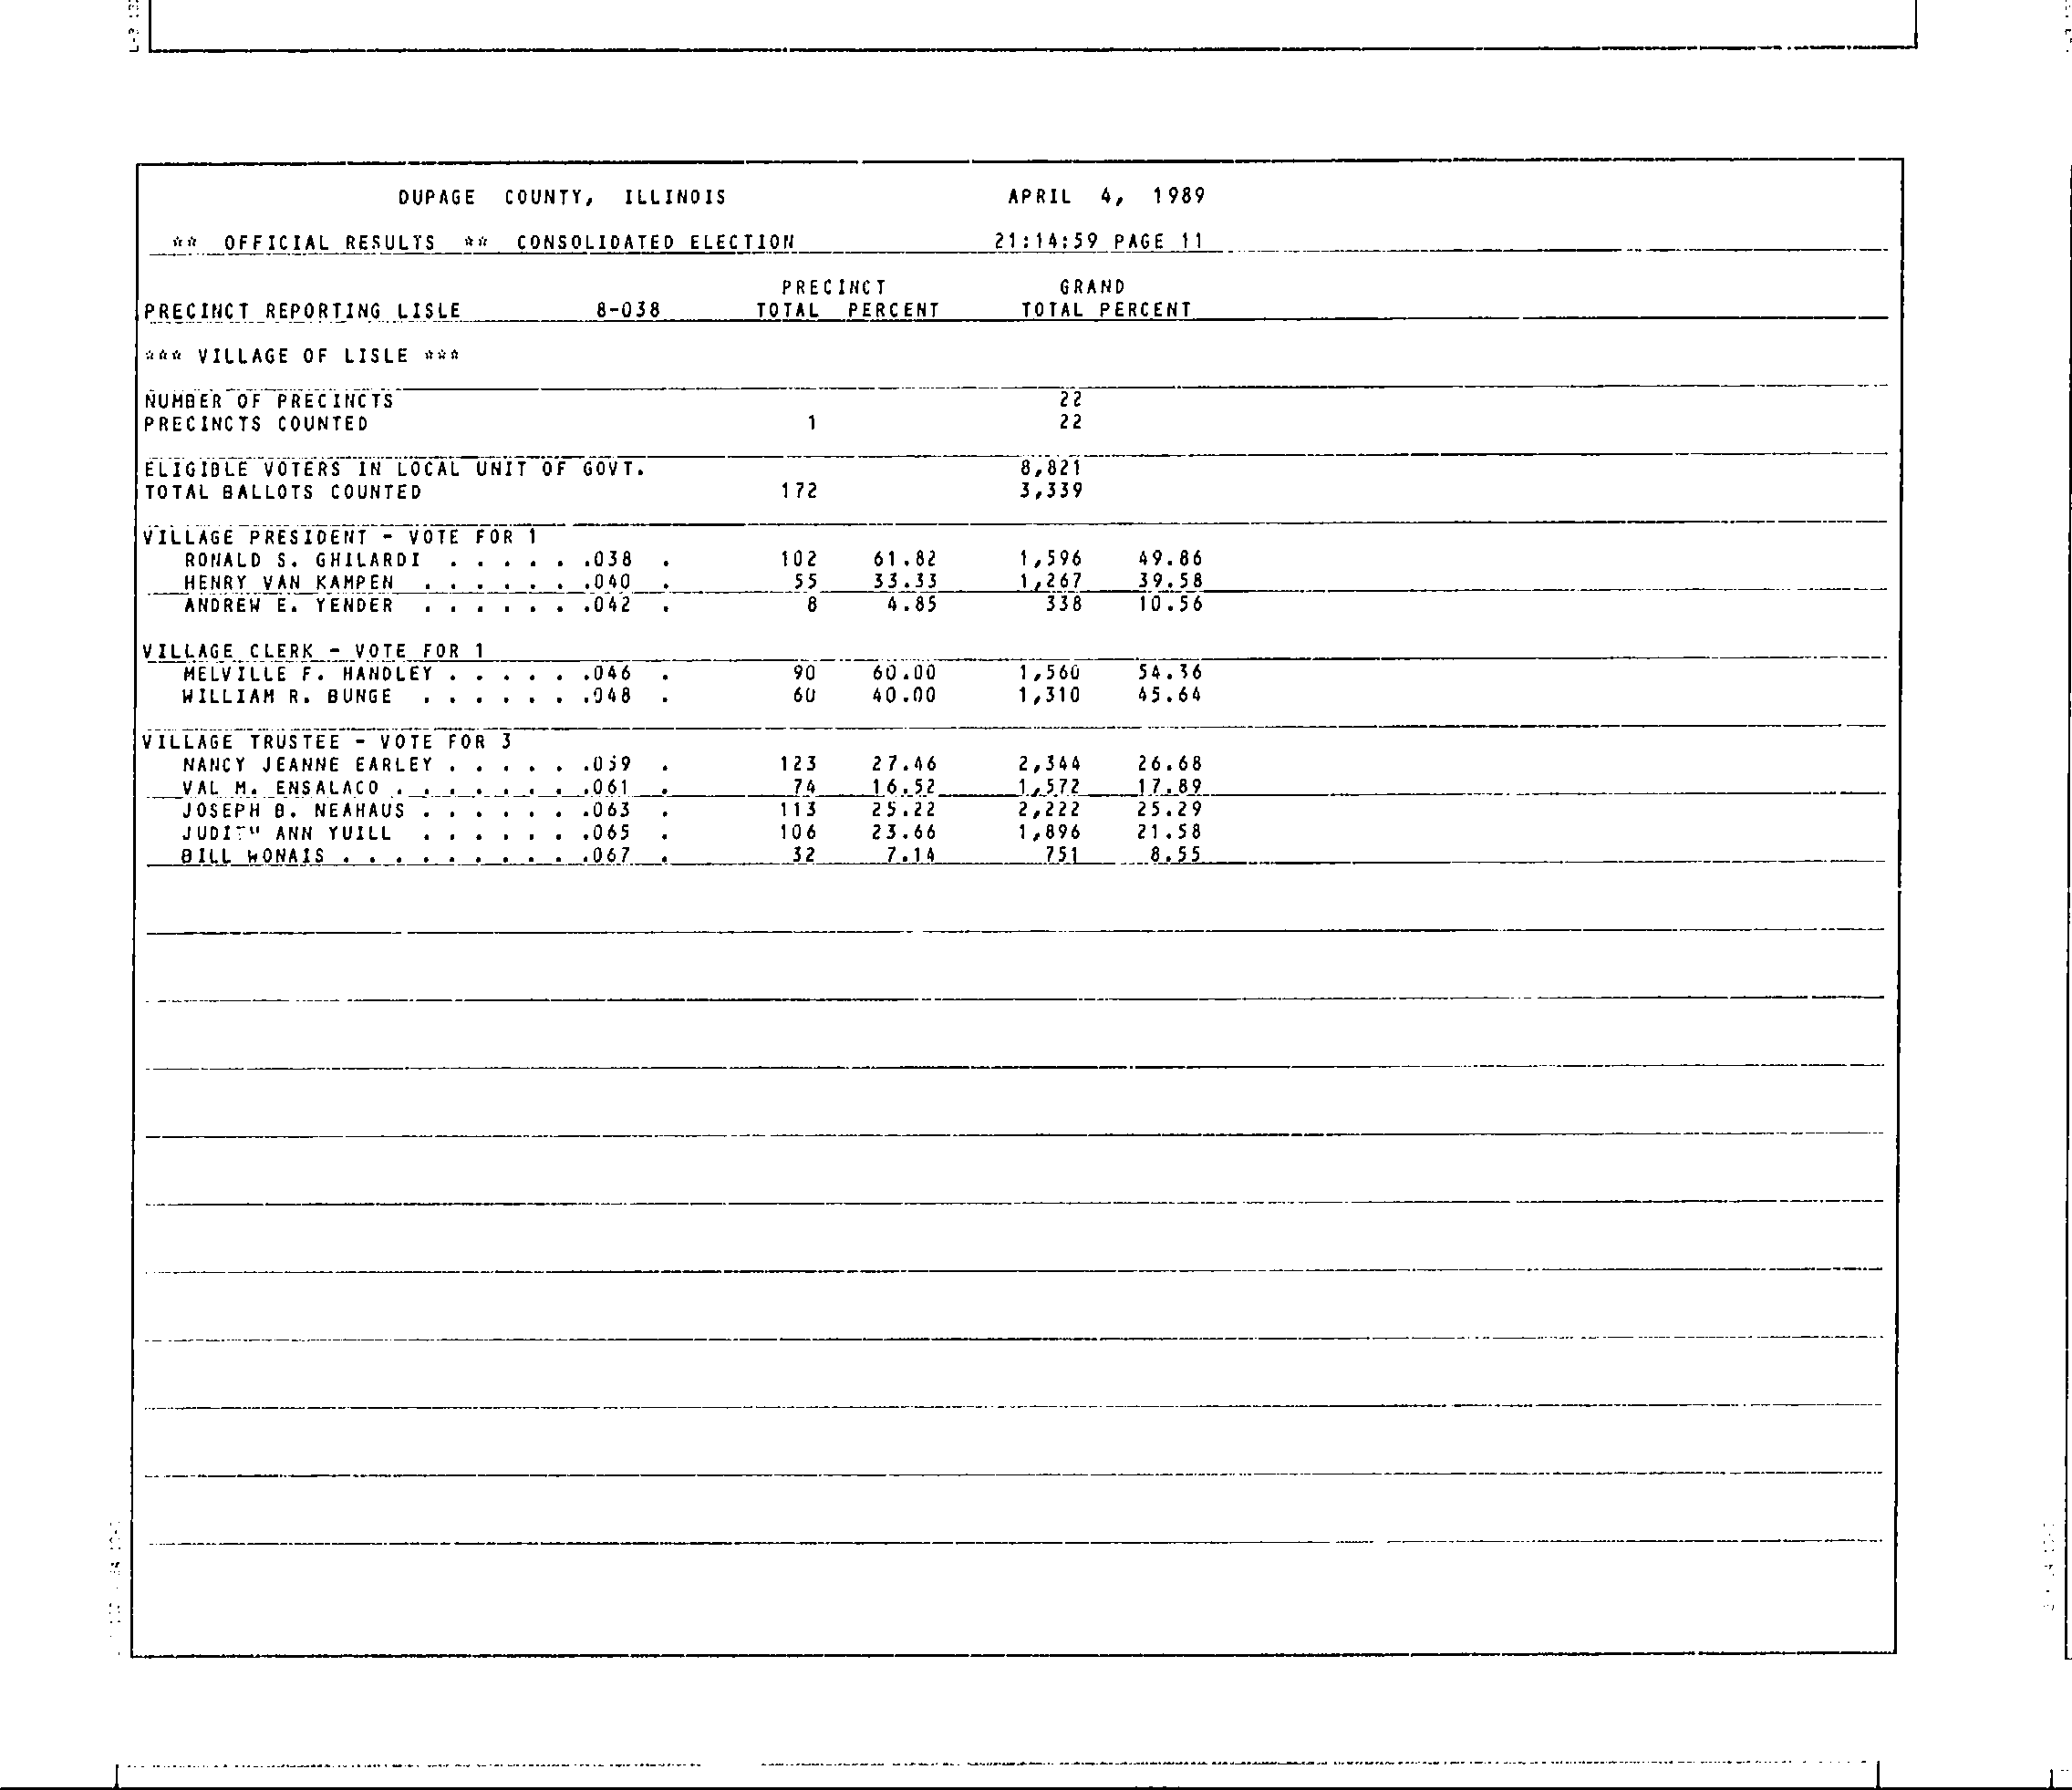 DUPAGE COUNTY, ILLINOIS APRIL 4, 1989
** OFFICIAL RESULTS ** CONSOLIDATED ELECTION 21:14:59 PAGE 11
PRECINCT GRAND
PRECINCT REPORTING LISLE 8-038 TOTAL PERCENT TOTAL PERCENT
*** VILLAGE OF LISLE ***
NUMBER OF PRECINCTS 22
PRECINCTS COUNTED 1 22
ELIGIBLE VOTERS IN LOCAL UNIT OF GOVT. 8,821
TOTAL BALLOTS COUNTED 172 3,339
VILLAGE PRESIDENT - VOTE FOR 1
RONALD S. GHILARDI . . . . . .038 . 102 61.82 1,596 49.86
HENRY VAN KAMPEN . . . . . . .040 . 55 33.33 1,267 39.58
ANDREW E. YENDER . . . . . . .042 . 8 4.85 338 10.56
VILLAGE CLERK - VOTE FOR 1
MELVILLE F. HANDLEY . . . . . .046 . 90 60.00 1,560 54.36
WILLIAM R. BUNGE . . . . . . .048 . 60 40.00 1,310 45.64
VILLAGE TRUSTEE - VOTE FOR 3
NANCY JEANNE EARLEY . . . . . .059 . 123 27.46 2,344 26.68
VAL M. ENSALACO . . . . . . . .061 . 74 16.52 1,572 17.89
JOSEPH B. NEAHAUS . . . . . . .063 . 113 25.22 2,222 25.29
JUDITH ANN YUILL . . . . . . .065 . 106 23.66 1,896 21.58
BILL WONAIS . . . . . . . . . .067 . 32 7.14 751 8.55